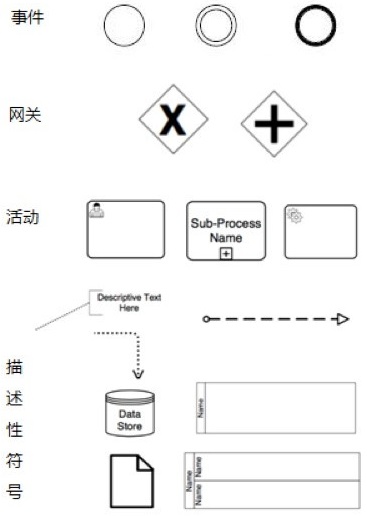 事件
网关
X
活动
Sub-Process
Name
Descriptive Text
Here
描
述
性
符
号
Data
Store
Name
Name
Name
Name